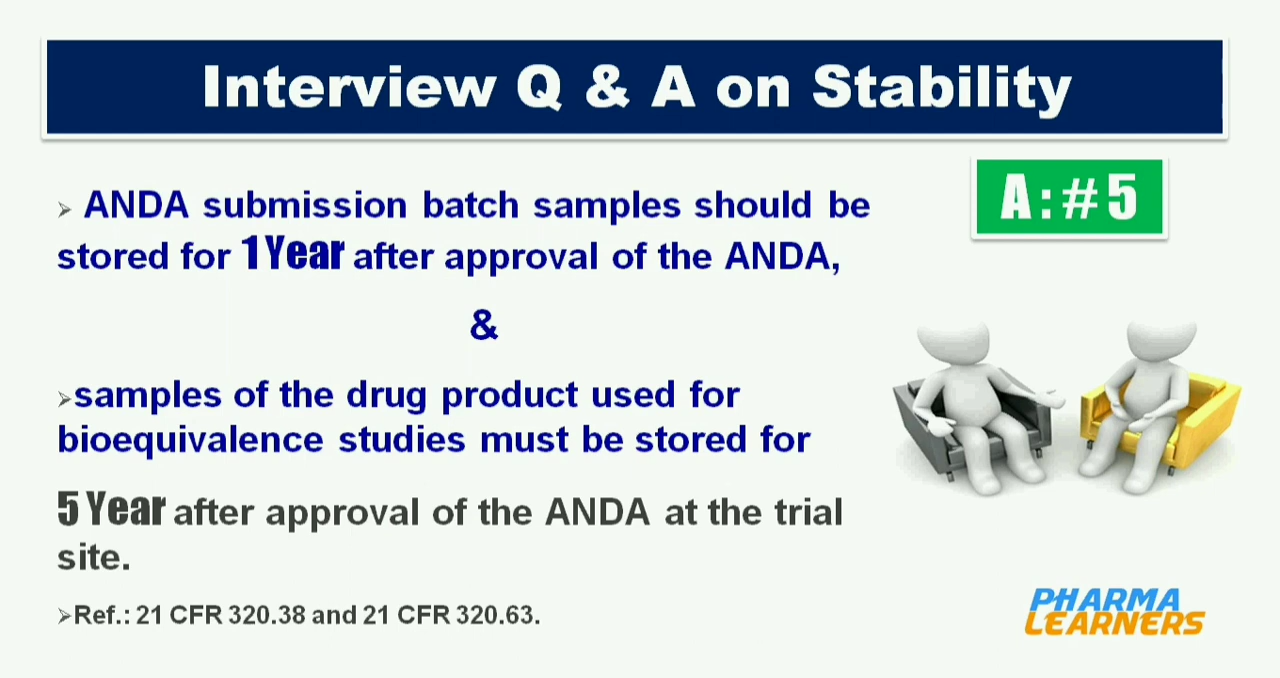 Interview Q & A on Stability
A:#5
➢ ANDA submission batch samples should be
stored for 1 Year after approval of the ANDA,
&
➢samples of the drug product used for
bioequivalence studies must be stored for
5 Year after approval of the ANDA at the trial
site.
➢Ref.: 21 CFR 320.38 and 21 CFR 320.63.
PHARMA
LEARNERS